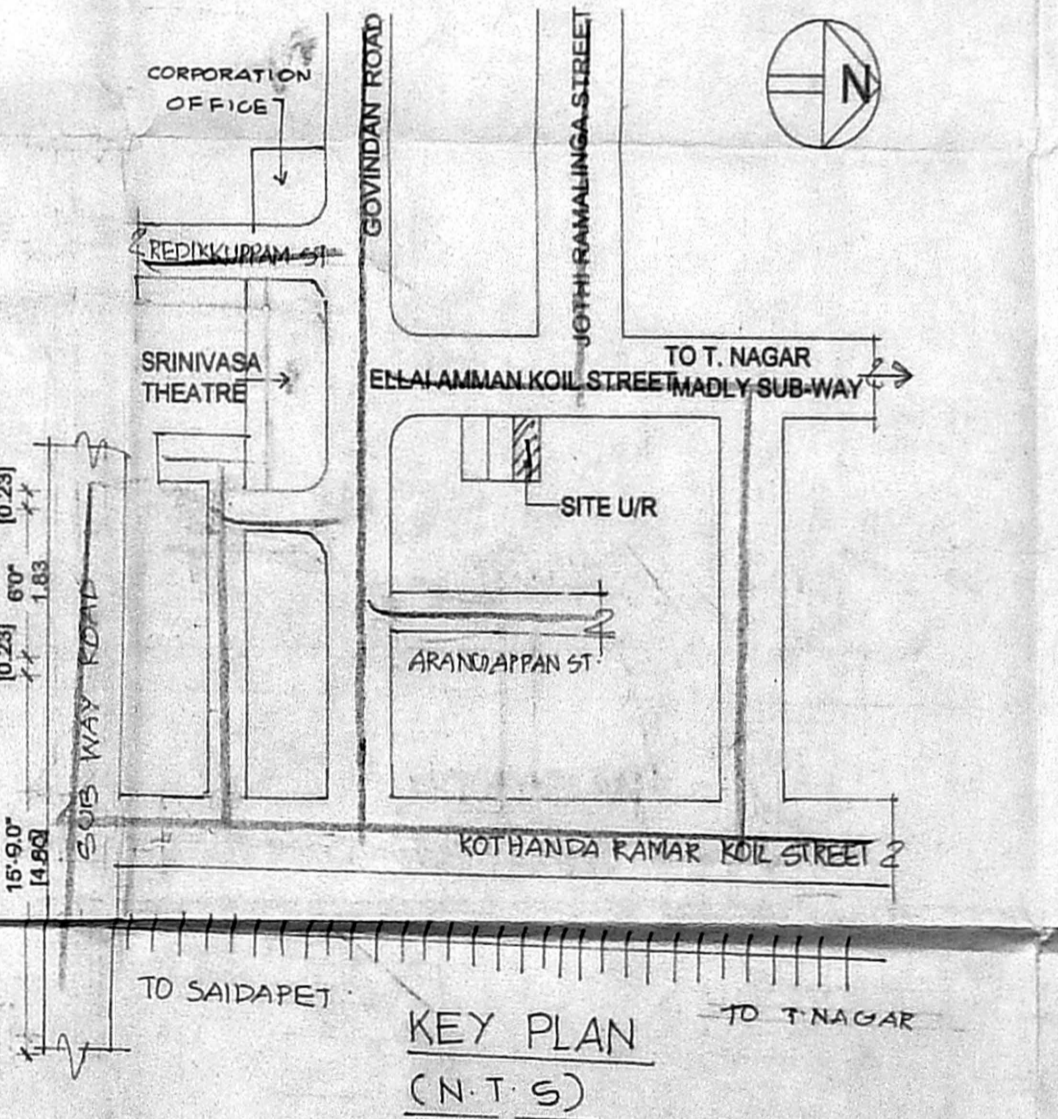 CORPORATION
OFFICE
GOVINDAN ROAD
JOTHI RAMALINGA STREET
N
REDIKKUPPAM ST
SRINIVASA
THEATRE
TO T. NAGAR
ELLAI AMMAN KOIL STREET
MADLY SUB-WAY
SITE U/R
[0.23]
6'0"
1.83
[0.23]
SUB WAY ROAD
ST.
15'-9.0"
[4.80]
KOTHANDA RAMAR KOIL STREET
TO SAIDAPET
TO T NAGAR
KEY PLAN
(N.T.S)